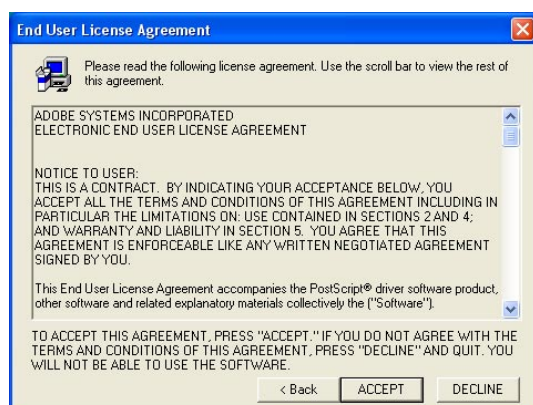 End User License Agreement
Please read the following license agreement. Use the scroll bar to view the rest of
this agreement.
ADOBE SYSTEMS INCORPORATED
ELECTRONIC END USER LICENSE AGREEMENT
NOTICE TO USER:
THIS IS A CONTRACT. BY INDICATING YOUR ACCEPTANCE BELOW, YOU
ACCEPT ALL THE TERMS AND CONDITIONS OF THIS AGREEMENT INCLUDING IN
PARTICULAR THE LIMITATIONS ON: USE CONTAINED IN SECTIONS 2 AND 4;
AND WARRANTY AND LIABILITY IN SECTION 5. YOU AGREE THAT THIS
AGREEMENT IS ENFORCEABLE LIKE ANY WRITTEN NEGOTIATED AGREEMENT
SIGNED BY YOU.
This End User License Agreement accompanies the PostScript® driver software product,
other software and related explanatory materials collectively the ("Software").
TO ACCEPT THIS AGREEMENT, PRESS "ACCEPT." IF YOU DO NOT AGREE WITH THE
TERMS AND CONDITIONS OF THIS AGREEMENT, PRESS "DECLINE" AND QUIT. YOU
WILL NOT BE ABLE TO USE THE SOFTWARE.
< Back ACCEPT DECLINE